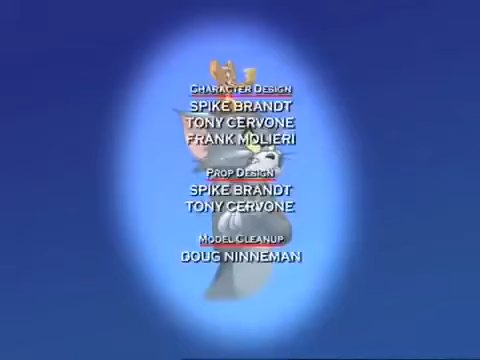 CHARACTER DESIGN
SPIKE BRANDT
TONY CERVONE
FRANK MOLIERI
PROP DESIGN
SPIKE BRANDT
TONY CERVONE
MODEL CLEANUP
DOUG NINNEMAN